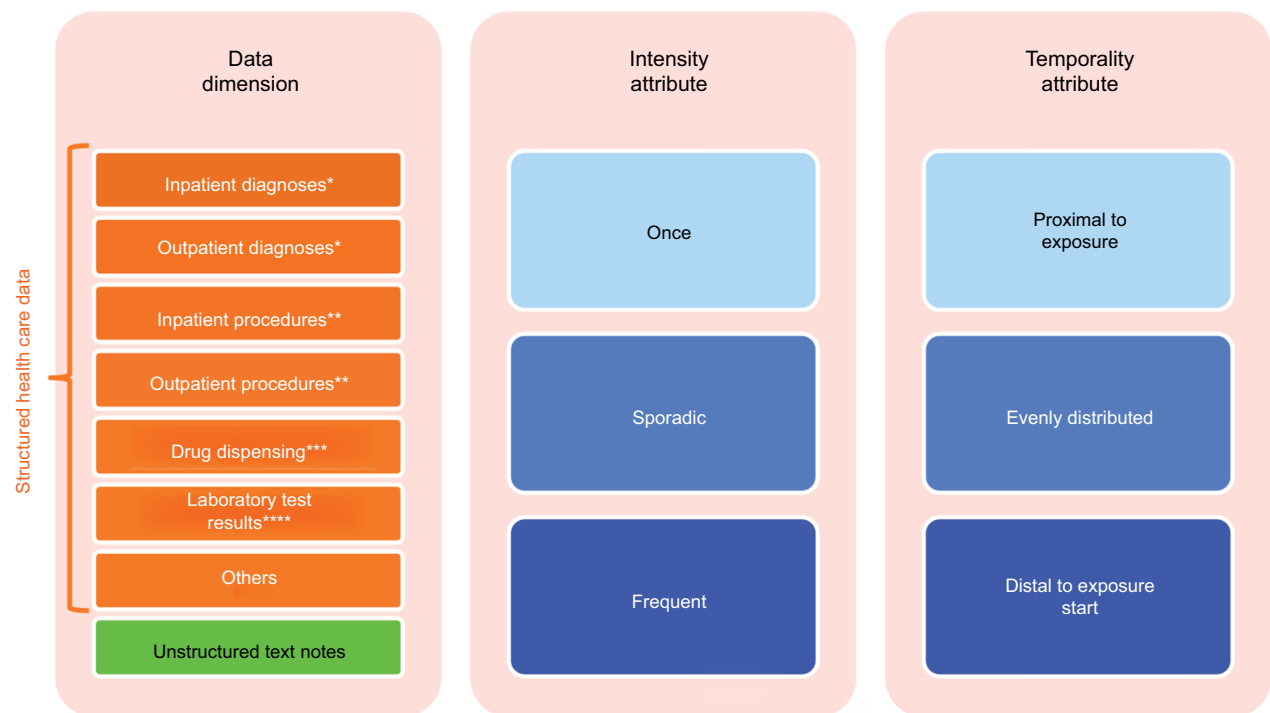 Data
dimension
Structured health care data
Inpatient diagnoses*
Outpatient diagnoses*
Inpatient procedures**
Outpatient procedures**
Drug dispensing***
Laboratory test
results****
Others
Unstructured text notes
Intensity
attribute
Once
Sporadic
Frequent
Temporality
attribute
Proximal to
exposure
Evenly distributed
Distal to exposure
start